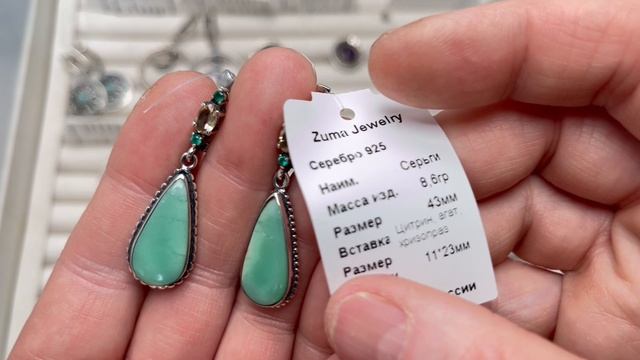 Zuma Jewelry
Серебро 925
Наим. Серьги
Масса изд. 8,6гр
Размер 43мм
Вставка Цитрин, агат,
хризопраз
Размер 11*23мм